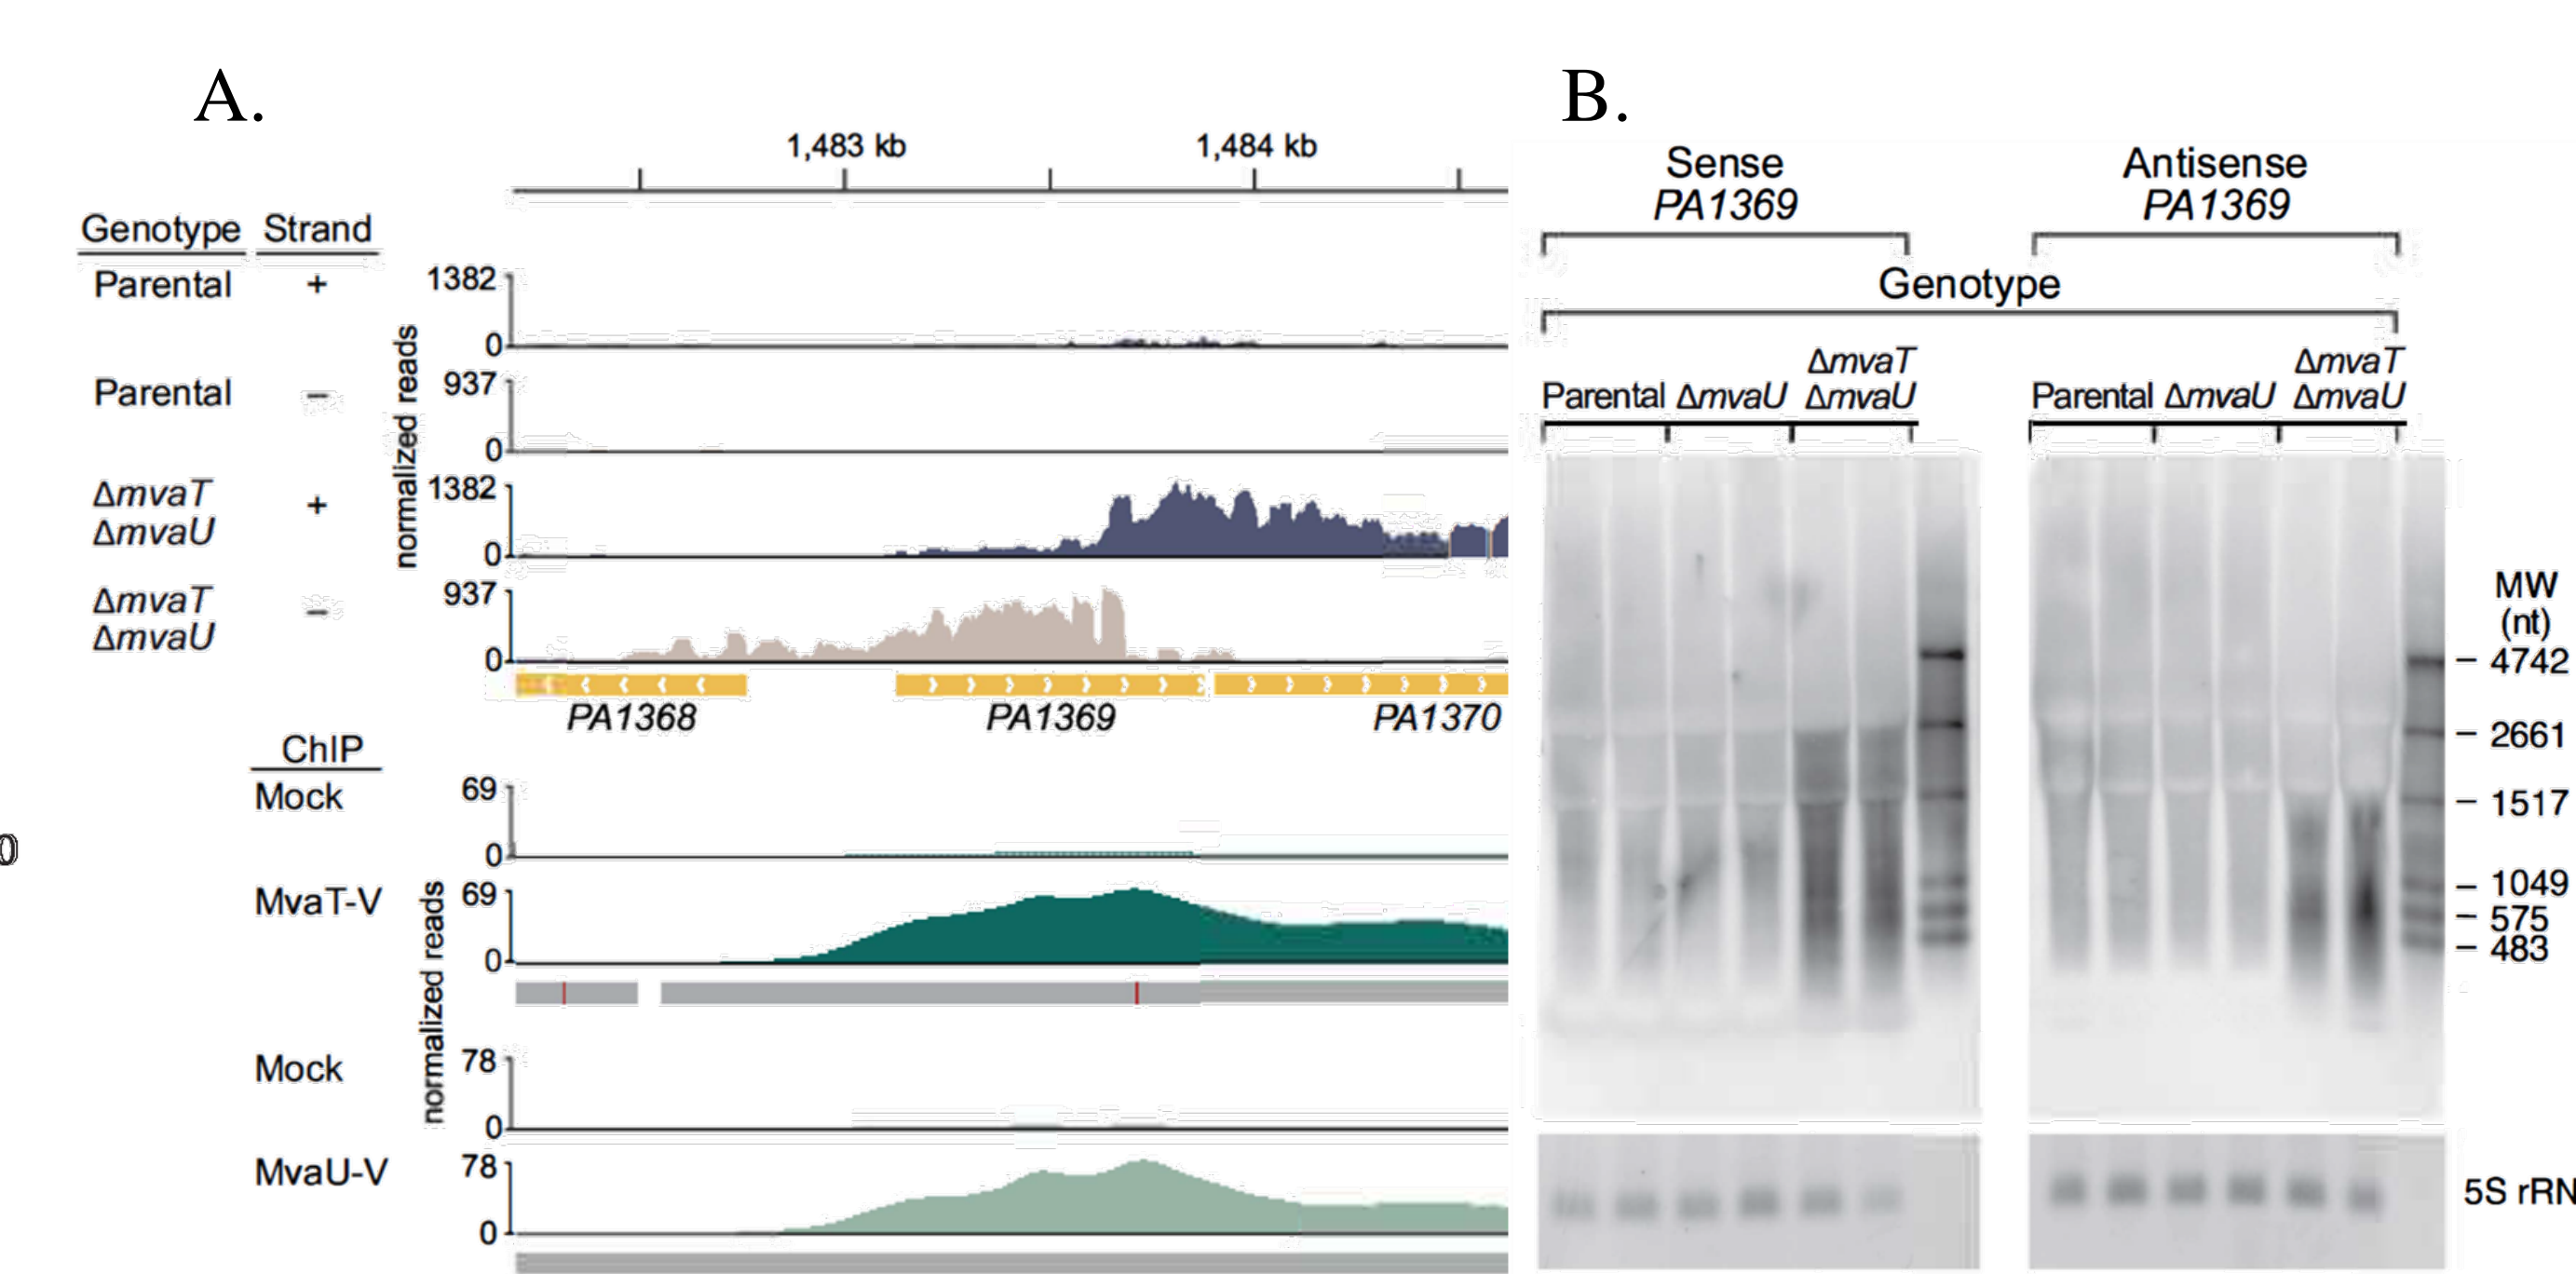 A.
1,483 kb 1,484 kb
Genotype Strand
Parental +
1382
0
Parental −
937
0
normalized reads
ΔmvaT
ΔmvaU
+
1382
0
ΔmvaT
ΔmvaU
−
937
0
PA1368 PA1369 PA1370
ChIP
Mock
69
0
MvaT-V
69
0
normalized reads
Mock
78
0
MvaU-V
78
0
0
B.
Sense
PA1369
Antisense
PA1369
Genotype
Parental ΔmvaU ΔmvaT
ΔmvaU
Parental ΔmvaU ΔmvaT
ΔmvaU
MW
(nt)
4742
2661
1517
1049
575
483
5S rRN